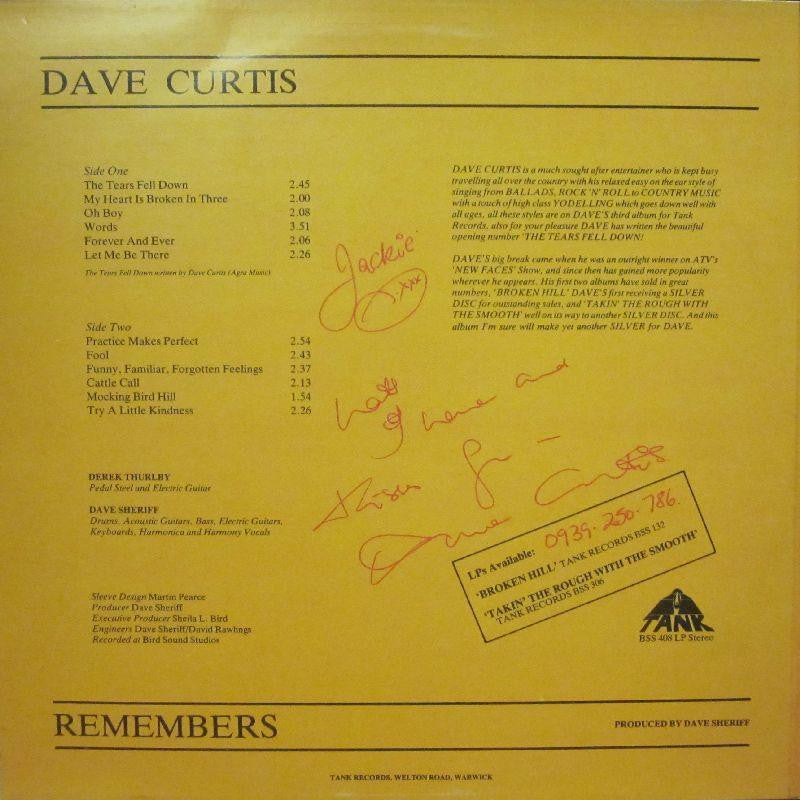 DAVE CURTIS
Side One
The Tears Fell Down 2.45
My Heart Is Broken In Three 2.00
Oh Boy 2.08
Words 3.51
Forever And Ever 2.06
Let Me Be There 2.26
The Tears Fell Down written by Dave Curtis (Agra Music)
Side Two
Practice Makes Perfect 2.54
Fool 2.43
Funny, Familiar, Forgotten Feelings 2.37
Cattle Call 2.13
Mocking Bird Hill 1.54
Try A Little Kindness 2.26
DEREK THURLBY
Pedal Steel and Electric Guitar
DAVE SHERIFF
Drums, Acoustic Guitars, Bass, Electric Guitars,
Keyboards, Harmonica and Harmony Vocals
Sleeve Design Martin Pearce
Producer Dave Sheriff
Executive Producer Sheila L. Bird
Engineers Dave Sheriff/David Rawlngs
Recorded at Bird Sound Studios
DAVE CURTIS is a much sought after entertainer who is kept busy
travelling all over the country with his relaxed easy on the ear style of
singing from BALLADS, ROCK 'N' ROLL to COUNTRY MUSIC
with a touch of high class YODELLING which goes down well with
all ages, all these styles are on DAVE'S third album for Tank
Records, also for your pleasure DAVE has written the beautiful
opening number 'THE TEARS FELL DOWN!
DAVE'S big break came when he was an outright winner on ATV's
'NEW FACES' Show, and since then has gained more popularity
wherever he appears. His first two albums have sold in great
numbers, 'BROKEN HILL' DAVE'S first receiving a SILVER
DISC for outstanding sales, and 'TAKIN' THE ROUGH WITH
THE SMOOTH' well on its way to another SILVER DISC. And this
album I'm sure will make yet another SILVER for DAVE.
Jackie
xxx
love and
Dave Curtis
LPs Available: 0939.250.786.
'BROKEN HILL' TANK RECORDS BSS 132
'TAKIN' THE ROUGH WITH THE SMOOTH'
TANK RECORDS BSS 306
TANK
BSS 408 LP Stereo
REMEMBERS
PRODUCED BY DAVE SHERIFF
TANK RECORDS, WELTON ROAD, WARWICK